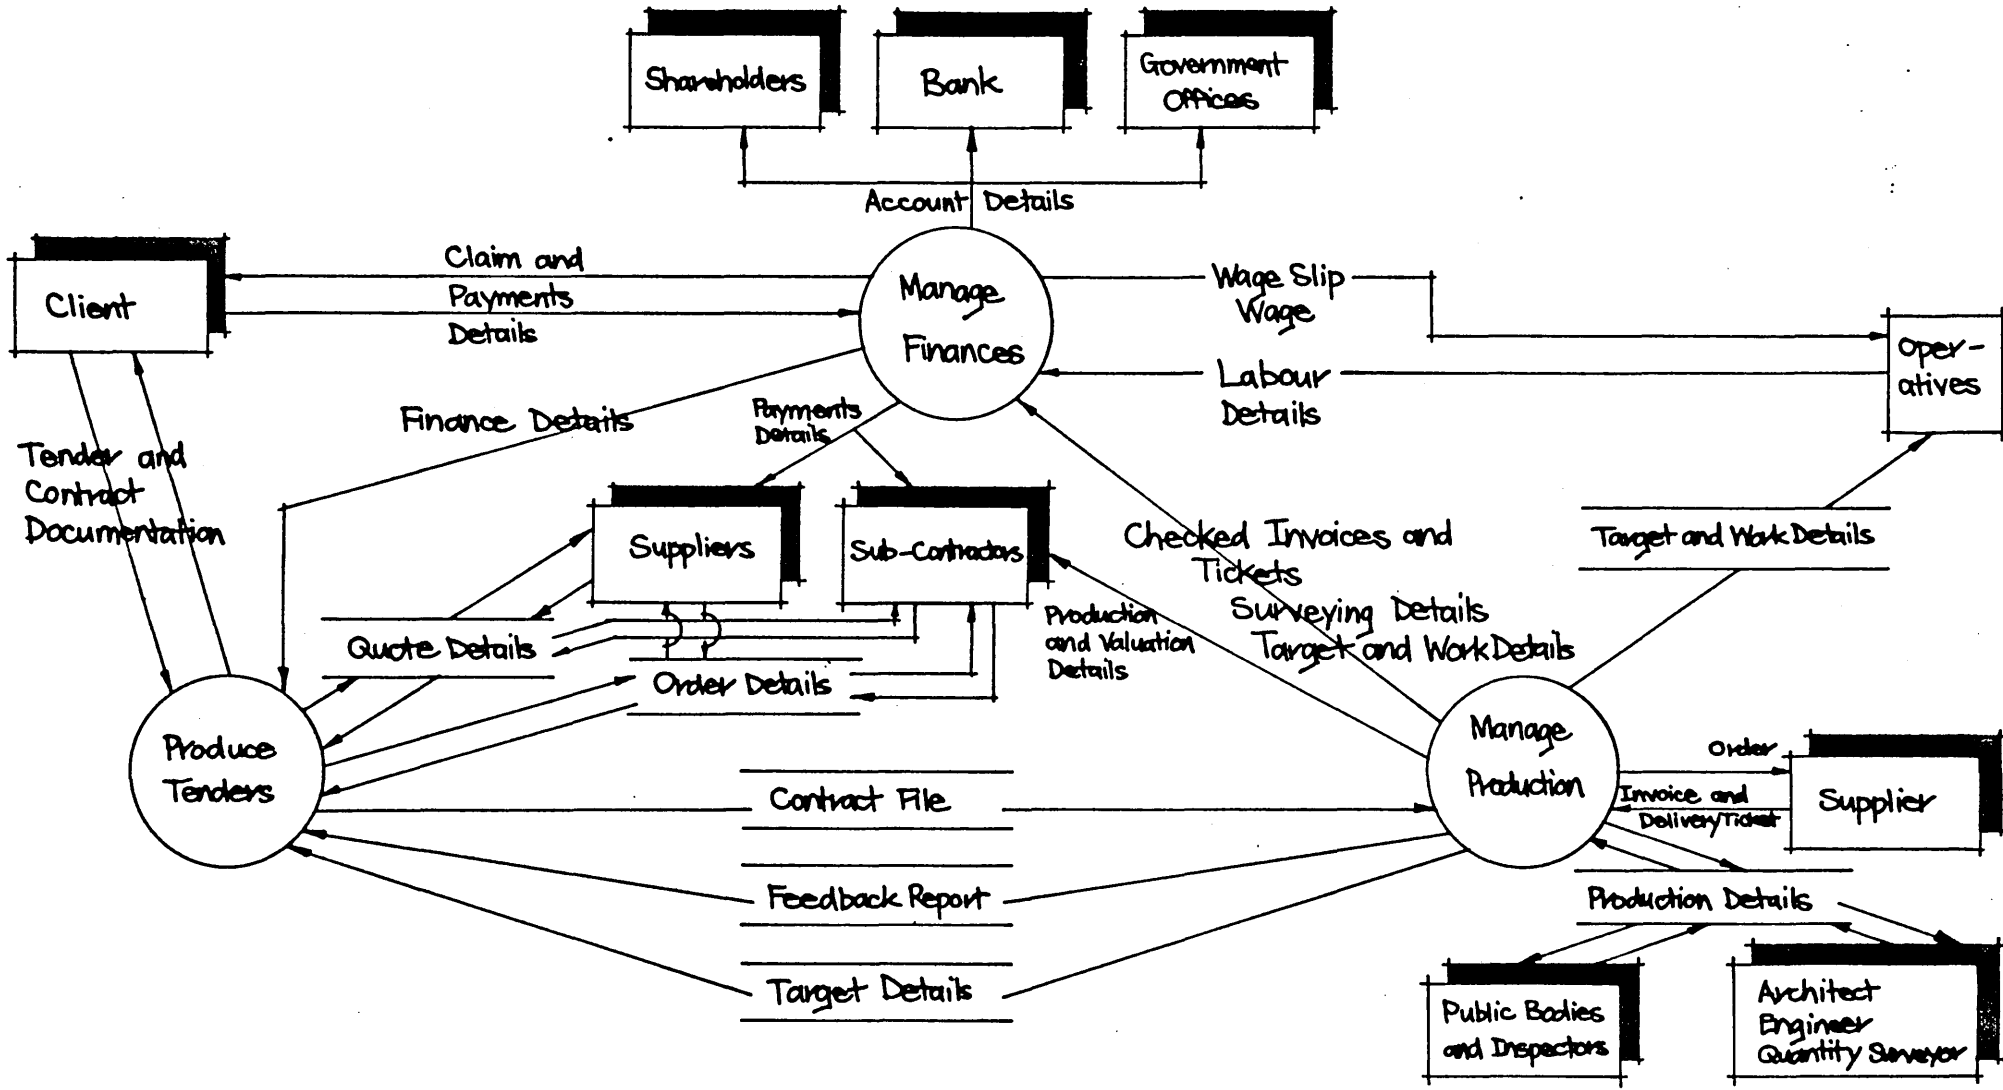 Shareholders
Bank
Government
Offices
Account Details
Client
Claim and
Payments
Details
Manage
Finances
Wage Slip
Wage
Labour
Details
Oper-
atives
Finance Details
Payments
Details
Tender and
Contract
Documentation
Suppliers
Sub-Contractors
Checked Invoices and
Tickets
Surveying Details
Target and Work Details
Target and Work Details
Production
and Valuation
Details
Quote Details
Order Details
Produce
Tenders
Manage
Production
Order
Invoice and
Delivery Ticket
Supplier
Contract File
Feedback Report
Target Details
Production Details
Public Bodies
and Inspectors
Architect
Engineer
Quantity Surveyor